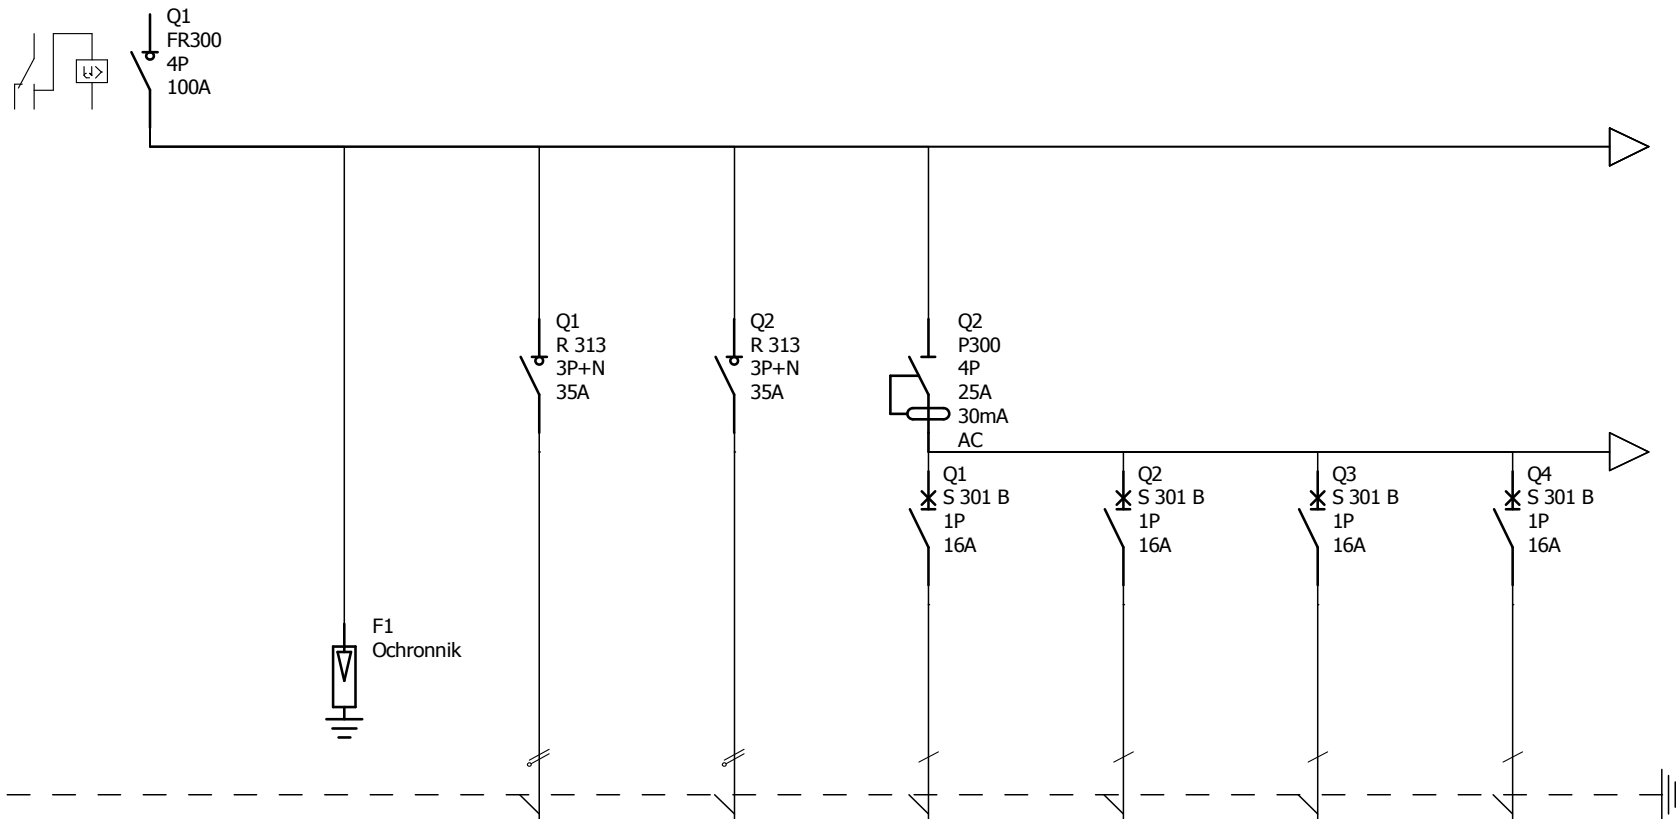 Q1
FR300
4P
100A
Q1
R 313
3P+N
35A
Q2
R 313
3P+N
35A
Q2
P300
4P
25A
30mA
AC
Q1
S 301 B
1P
16A
Q2
S 301 B
1P
16A
Q3
S 301 B
1P
16A
Q4
S 301 B
1P
16A
F1
Ochronnik